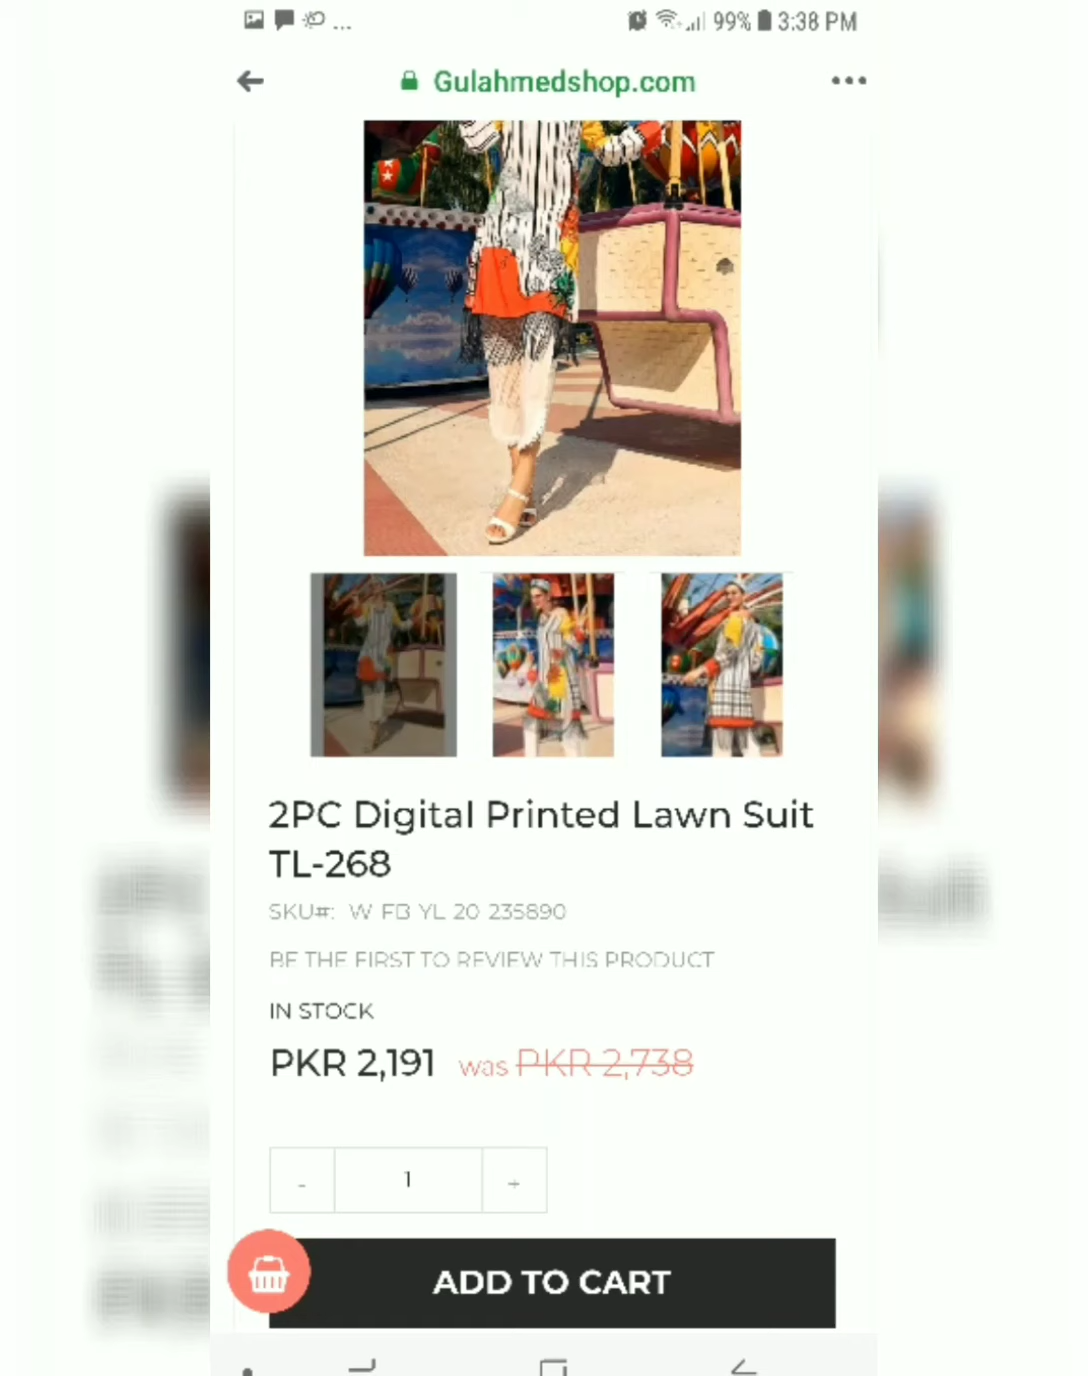 ... 99% 3:38 PM
Gulahmedshop.com
2PC Digital Printed Lawn Suit
TL-268
SKU#: W FB YL 20 235890
BE THE FIRST TO REVIEW THIS PRODUCT
IN STOCK
PKR 2,191 was PKR 2,738
- 1 +
ADD TO CART